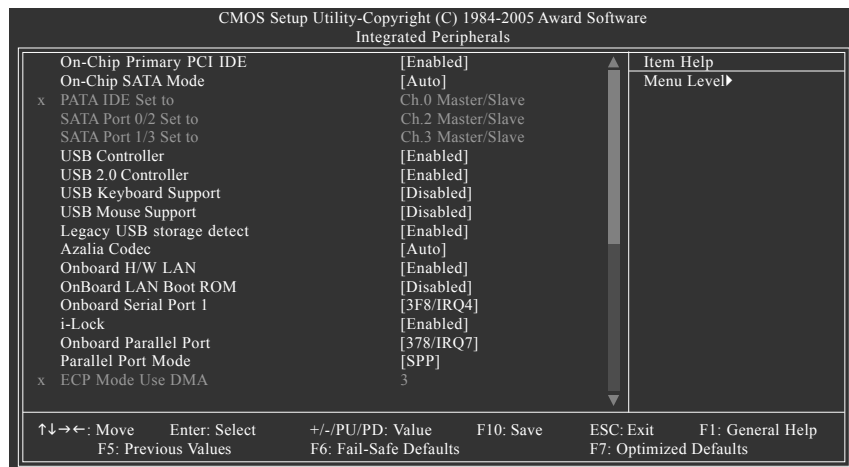 CMOS Setup Utility-Copyright (C) 1984-2005 Award Software
Integrated Peripherals
On-Chip Primary PCI IDE [Enabled]
On-Chip SATA Mode [Auto]
x PATA IDE Set to Ch.0 Master/Slave
SATA Port 0/2 Set to Ch.2 Master/Slave
SATA Port 1/3 Set to Ch.3 Master/Slave
USB Controller [Enabled]
USB 2.0 Controller [Enabled]
USB Keyboard Support [Disabled]
USB Mouse Support [Disabled]
Legacy USB storage detect [Enabled]
Azalia Codec [Auto]
Onboard H/W LAN [Enabled]
OnBoard LAN Boot ROM [Disabled]
Onboard Serial Port 1 [3F8/IRQ4]
i-Lock [Enabled]
Onboard Parallel Port [378/IRQ7]
Parallel Port Mode [SPP]
x ECP Mode Use DMA 3
Item Help
Menu Level▶
↑↓→←: Move Enter: Select +/-/PU/PD: Value F10: Save ESC: Exit F1: General Help
F5: Previous Values F6: Fail-Safe Defaults F7: Optimized Defaults